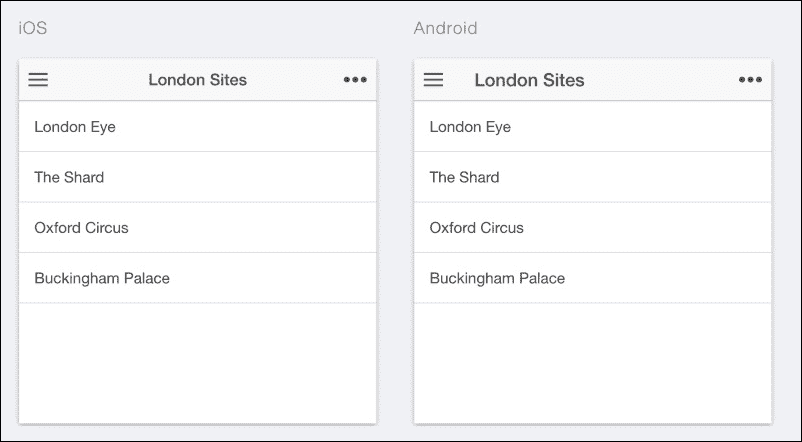 iOS
London Sites
London Eye
The Shard
Oxford Circus
Buckingham Palace
Android
London Sites
London Eye
The Shard
Oxford Circus
Buckingham Palace